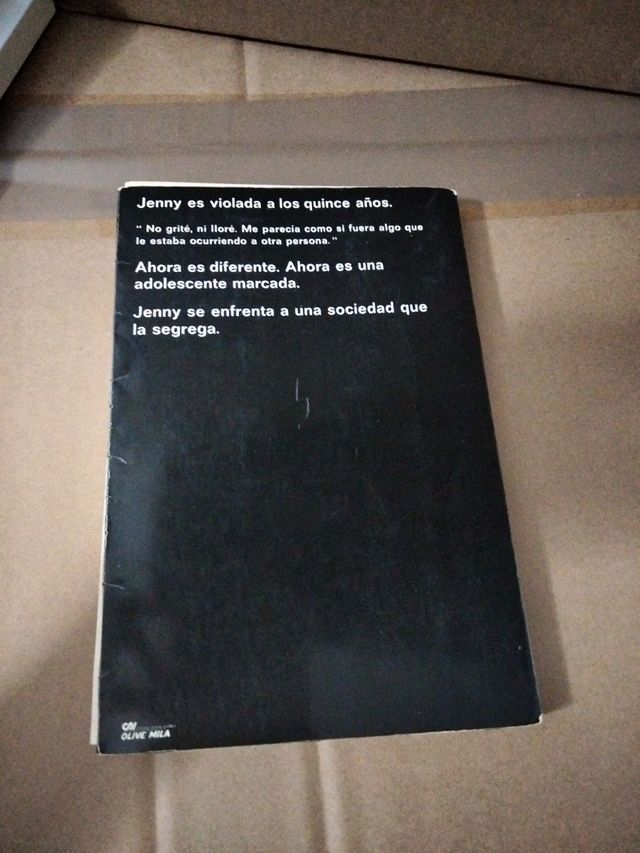 Jenny es violada a los quince años.
" No grité, ni lloré. Me parecia como si fuera algo que
le estaba ocurriendo a otra persona."
Ahora es diferente. Ahora es una
adolescente marcada.
Jenny se enfrenta a una sociedad que
la segrega.
OLIVE MILA